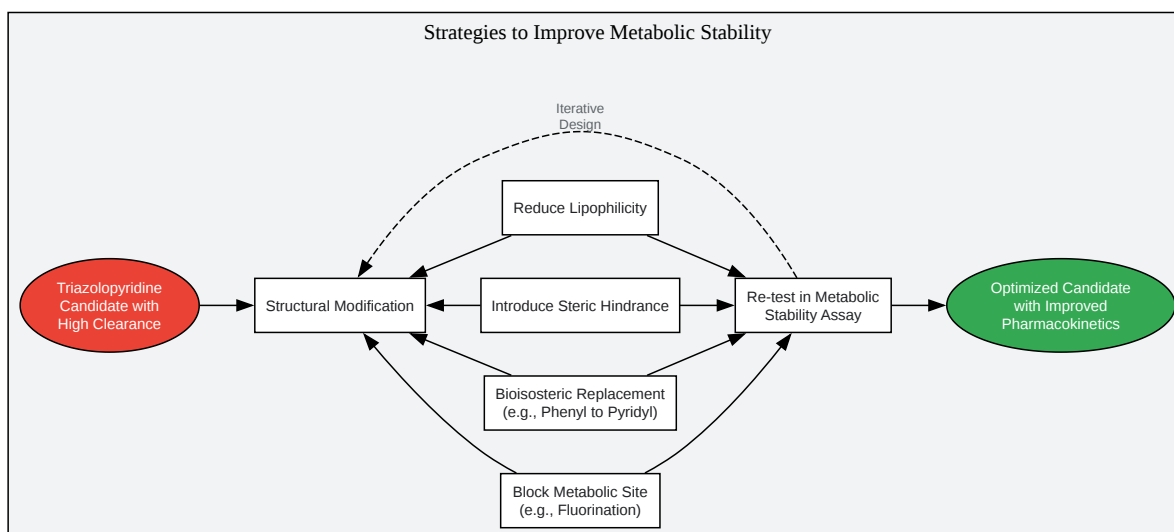 Strategies to Improve Metabolic Stability
Iterative
Design
Reduce Lipophilicity
Triazolopyridine
Candidate with
High Clearance
Structural Modification
Introduce Steric Hindrance
Re-test in Metabolic
Stability Assay
Optimized Candidate
with Improved
Pharmacokinetics
Bioisosteric Replacement
(e.g., Phenyl to Pyridyl)
Block Metabolic Site
(e.g., Fluorination)